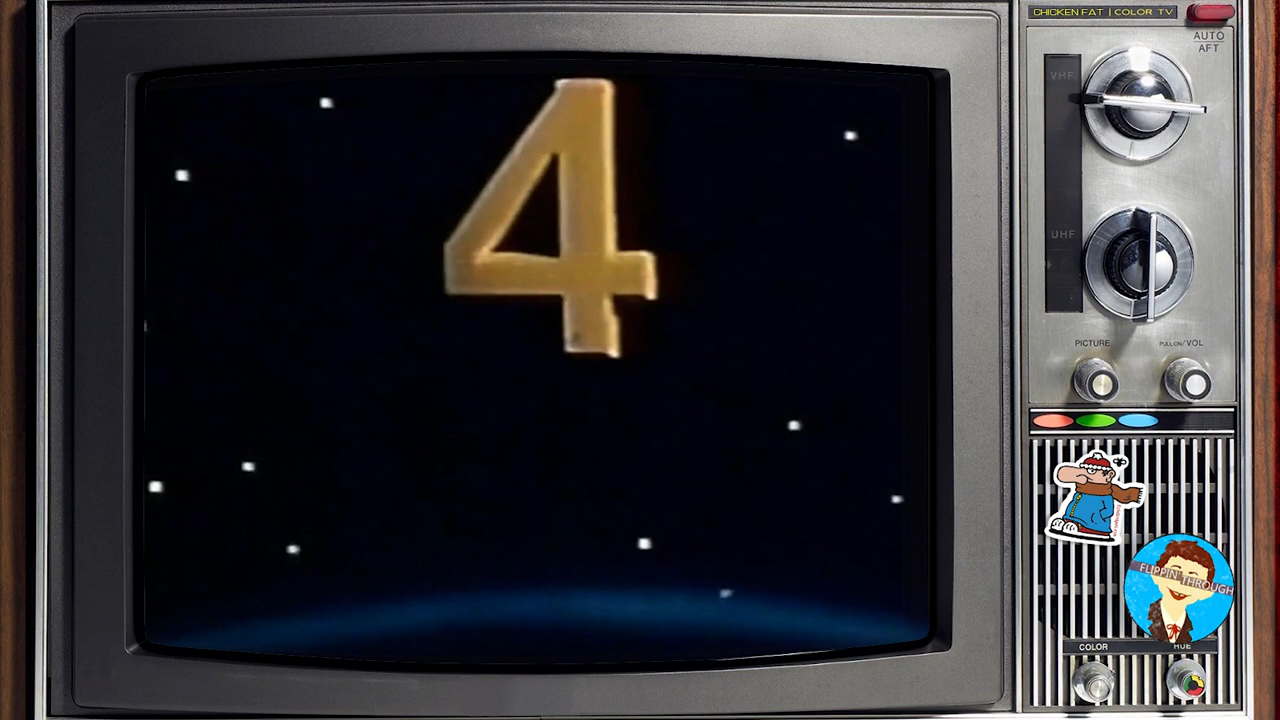 4
CHICKEN FAT | COLOR TV
AUTO
AFT
VHF
UHF
PICTURE
PULL ON/VOL
FLIPPIN' THROUGH
COLOR
HUE